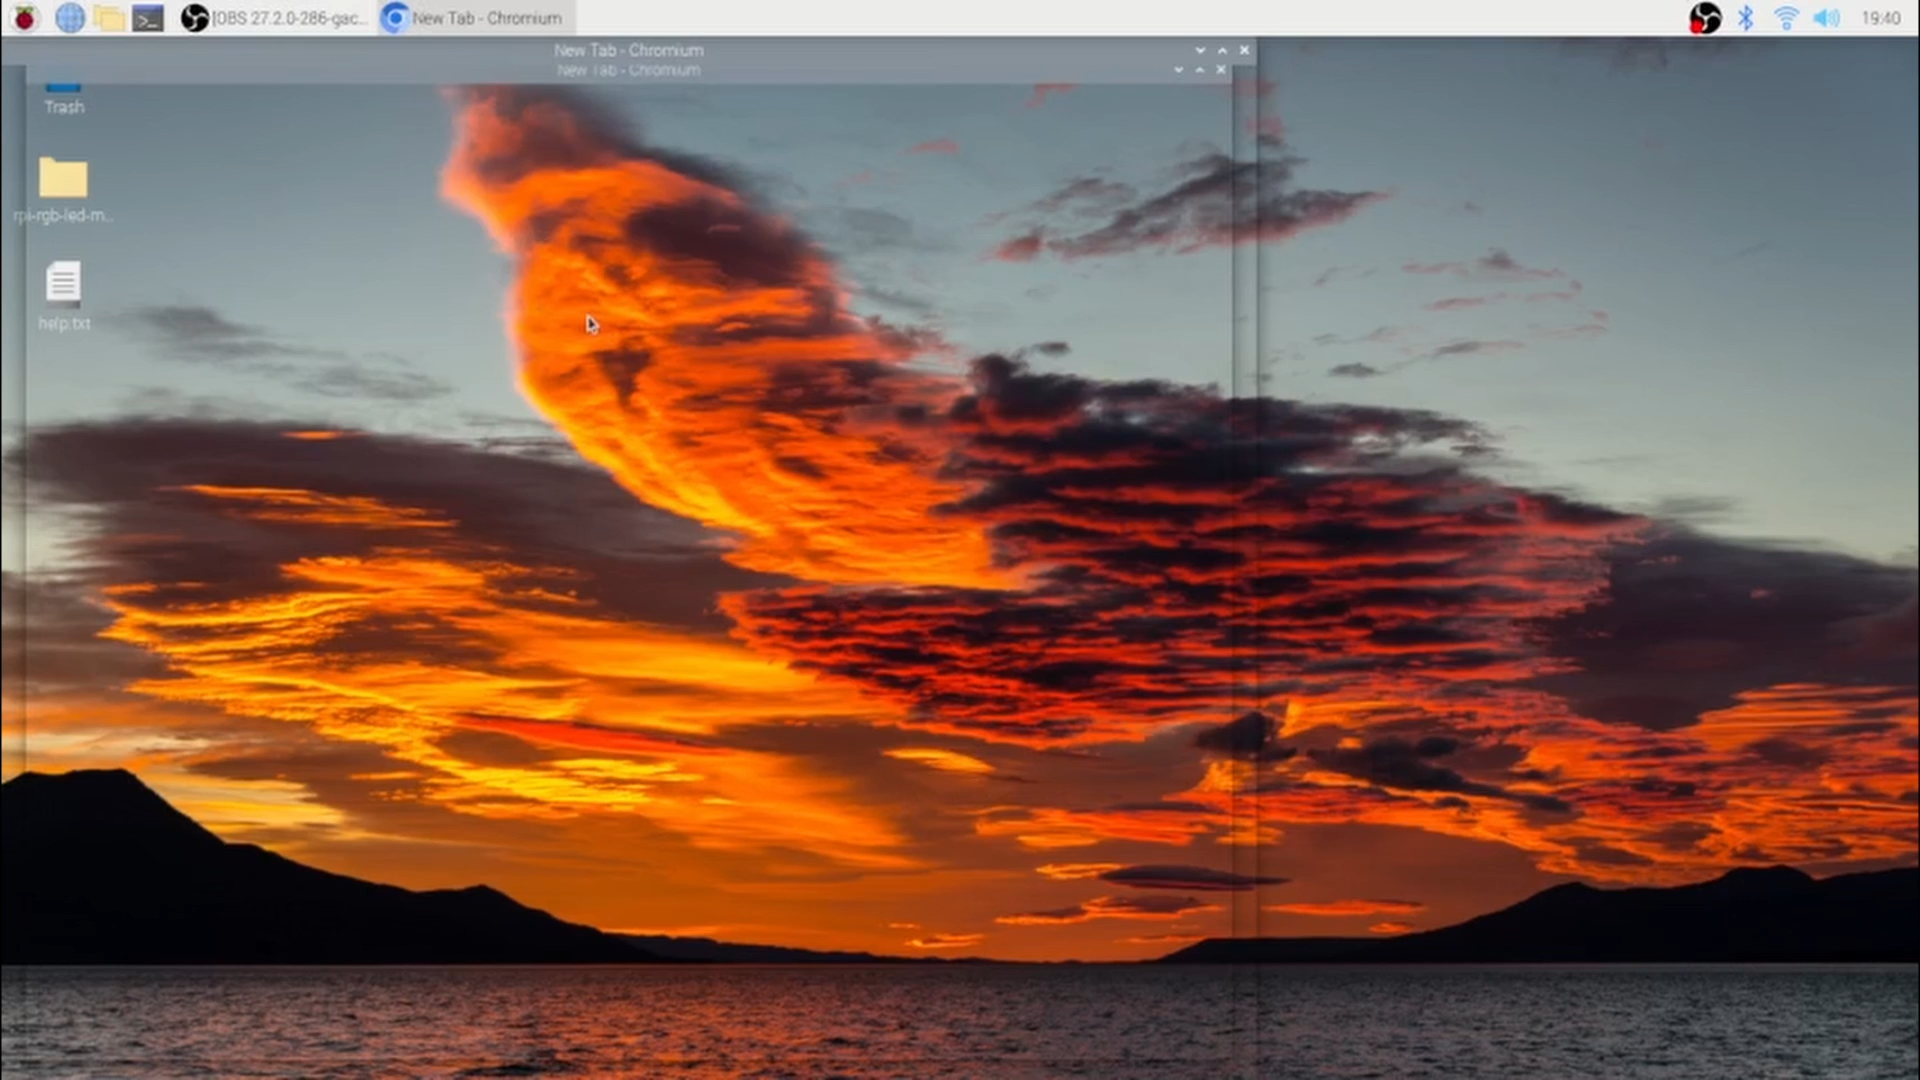 [OBS 27.2.0-286-gac...
New Tab - Chromium
19:40
New Tab - Chromium
New Tab - Chromium
Trash
rpi-rgb-led-m...
help.txt